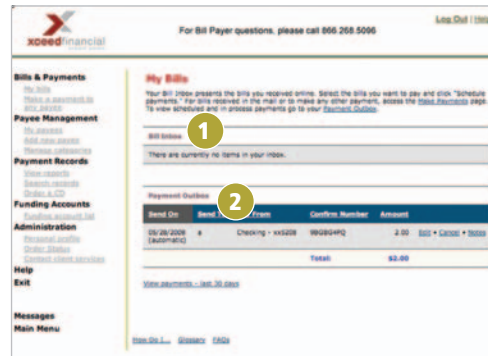 xceedfinancial
For Bill Payer questions, please call 866 268.5096
Log Out | Help
Bills & Payments
My bills
Make a payment to
any payee
Payee Management
My payees
Add new payee
Manage categories
Payment Records
View reports
Search records
Order a CD
Funding Accounts
Funding account list
Administration
Personal profile
Order Status
Contact client services
Help
Exit
Messages
Main Menu
My Bills
Your Bill Inbox presents the bills you received online. Select the bills you want to pay and click "Schedule
payments." For bills received in the mail or to make any other payment, access the Make Payments page.
To view scheduled and in process payments go to your Payment Outbox.
Bill Inbox
1
There are currently no items in your inbox.
Payment Outbox
2
Send On Send From Confirm Number Amount
05/28/2008 a Checking - xx5208 9BGBG4PQ 2.00 Edit • Cancel • Notes
(automatic)
Total: $2.00
View payments - last 30 days
How Do I... Glossary FAQs